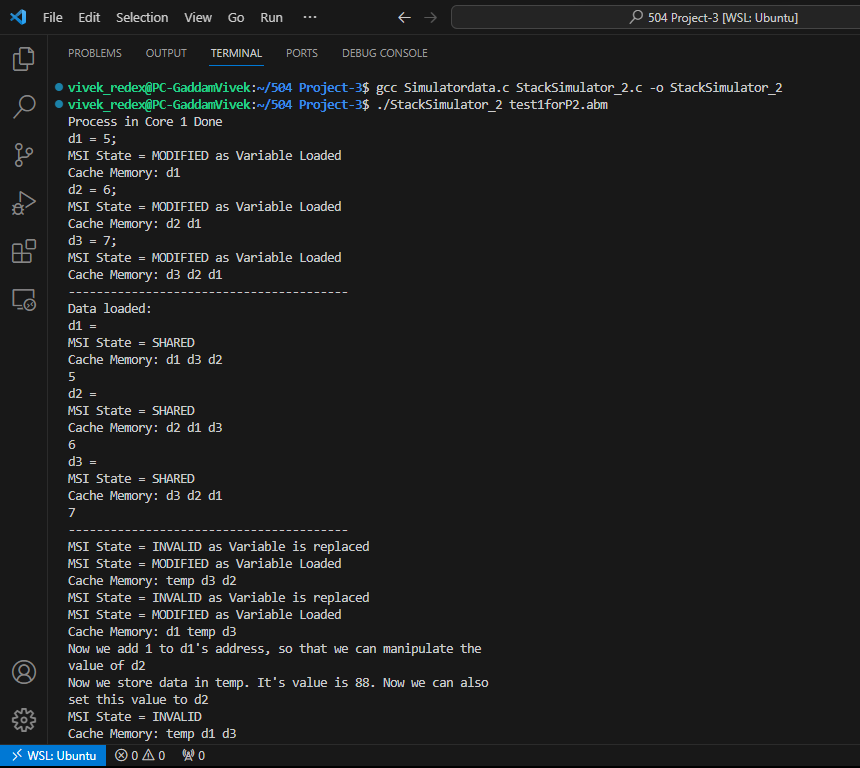 File Edit Selection View Go Run ···
504 Project-3 [WSL: Ubuntu]
PROBLEMS OUTPUT TERMINAL PORTS DEBUG CONSOLE
vivek_redex@PC-GaddamVivek:~/504 Project-3$ gcc Simulatordata.c StackSimulator_2.c -o StackSimulator_2
vivek_redex@PC-GaddamVivek:~/504 Project-3$ ./StackSimulator_2 test1forP2.abm
Process in Core 1 Done
d1 = 5;
MSI State = MODIFIED as Variable Loaded
Cache Memory: d1
d2 = 6;
MSI State = MODIFIED as Variable Loaded
Cache Memory: d2 d1
d3 = 7;
MSI State = MODIFIED as Variable Loaded
Cache Memory: d3 d2 d1
----------------------------------------
Data loaded:
d1 =
MSI State = SHARED
Cache Memory: d1 d3 d2
5
d2 =
MSI State = SHARED
Cache Memory: d2 d1 d3
6
d3 =
MSI State = SHARED
Cache Memory: d3 d2 d1
7
----------------------------------------
MSI State = INVALID as Variable is replaced
MSI State = MODIFIED as Variable Loaded
Cache Memory: temp d3 d2
MSI State = INVALID as Variable is replaced
MSI State = MODIFIED as Variable Loaded
Cache Memory: d1 temp d3
Now we add 1 to d1's address, so that we can manipulate the
value of d2
Now we store data in temp. It's value is 88. Now we can also
set this value to d2
MSI State = INVALID
Cache Memory: temp d1 d3
WSL: Ubuntu 0 0 0